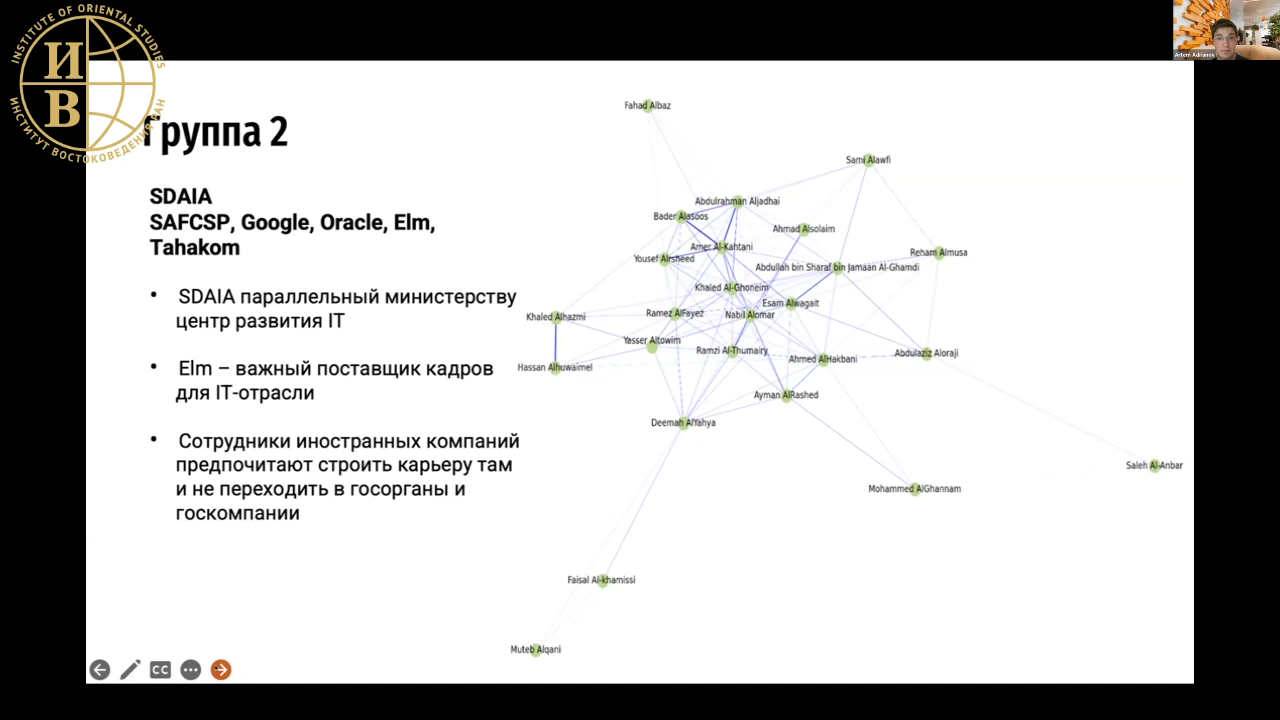 INSTITUTE OF ORIENTAL STUDIES
И
В
ИНСТИТУТ ВОСТОКОВЕДЕНИЯ РАН
Artem Adrianov
Группа 2
SDAIA
SAFCSP, Google, Oracle, Elm,
Tahakom
• SDAIA параллельный министерству
центр развития IT
• Elm – важный поставщик кадров
для IT-отрасли
• Сотрудники иностранных компаний
предпочитают строить карьеру там
и не переходить в госорганы и
госкомпании
Fahad Albaz
Sami Alawfi
Abdulrahman Aljadhai
Bader Alasoos
Ahmad Alsolaim
Amer Al-Kahtani
Reham Almusa
Yousef Alrsheed
Abdullah bin Sharaf bin Jamaan Al-Ghamdi
Khaled Al-Ghoneim
Esam Alwagait
Khaled Alhazmi
Ramez AlFayez
Nabil Alomar
Yasser Altowim
Ramzi Al-Thumairy
Abdulaziz Aloraji
Ahmed AlHakbani
Hassan Alhuwaimel
Ayman AlRashed
Deemah AlYahya
Saleh Al-Anbar
Mohammed AlGhannam
Faisal Al-khamissi
Muteb Alqani
CC